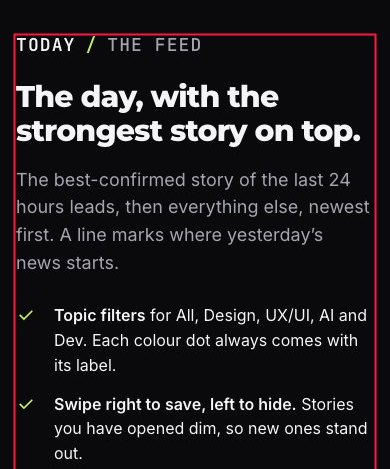 TODAY / THE FEED
The day, with the
strongest story on top.
The best-confirmed story of the last 24
hours leads, then everything else, newest
first. A line marks where yesterday’s
news starts.
Topic filters for All, Design, UX/UI, AI and
Dev. Each colour dot always comes with
its label.
Swipe right to save, left to hide. Stories
you have opened dim, so new ones stand
out.